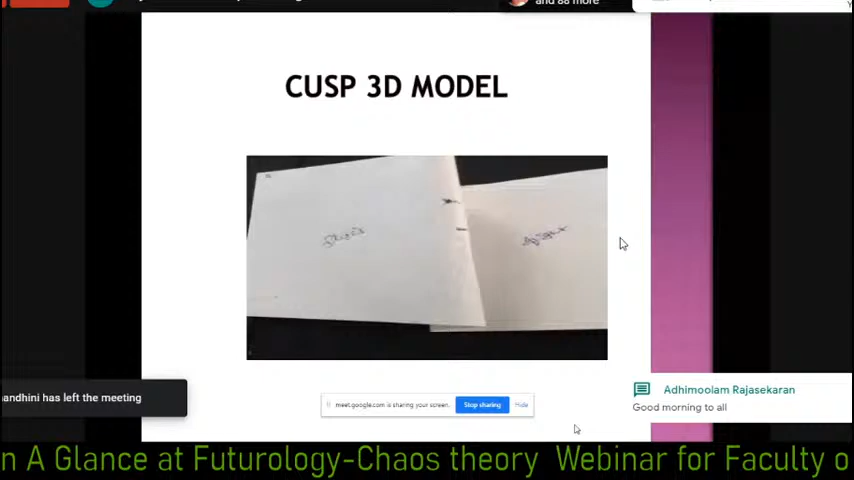 and 88 more
CUSP 3D MODEL
andhini has left the meeting
meet.google.com is sharing your screen.
Stop sharing
Hide
Adhimoolam Rajasekaran
Good morning to all
n A Glance at Futurology-Chaos theory Webinar for Faculty o